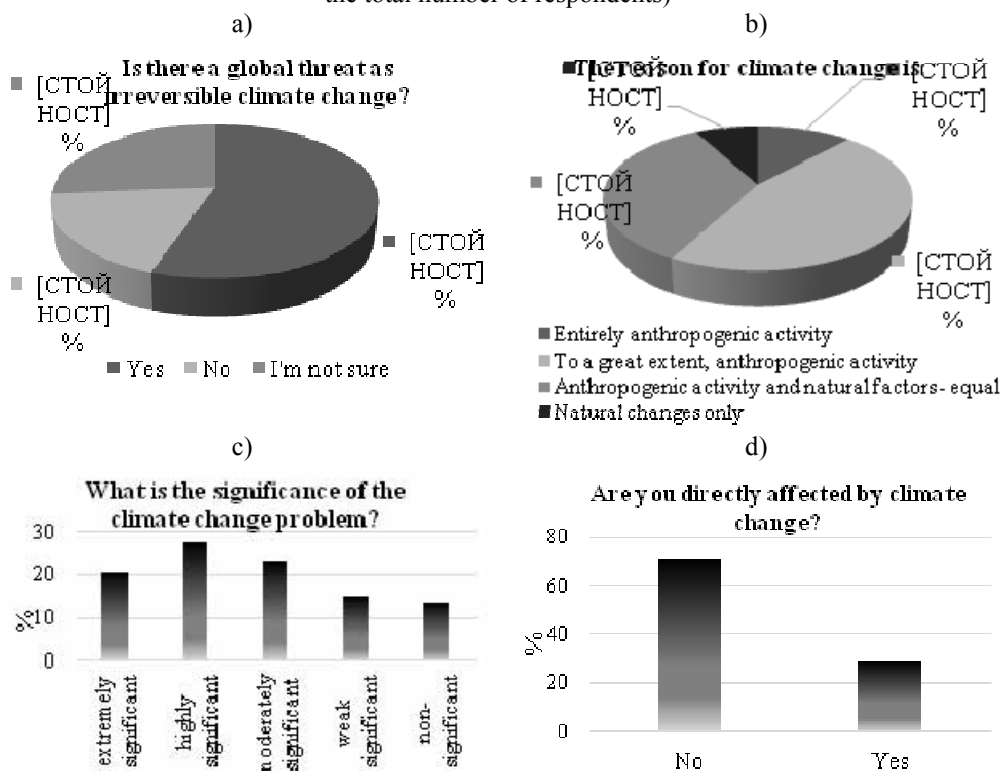 the total number of respondents)
a)
b)
Is there a global threat as
irreversible climate change?
[СТОЙ
НОСТ]
%
[СТОЙ
НОСТ]
%
[СТОЙ
НОСТ]
%
Yes No I'm not sure
The reason for climate change is
[СТОЙ
НОСТ]
%
[СТОЙ
НОСТ]
%
[СТОЙ
НОСТ]
%
[СТОЙ
НОСТ]
%
Entirely anthropogenic activity
To a great extent, anthropogenic activity
Anthropogenic activity and natural factors- equal
Natural changes only
c)
d)
What is the significance of the
climate change problem?
30
20
10
0
%
extremely
significant
highly
significant
moderately
significant
weak
significant
non-
significant
Are you directly affected by climate
change?
80
60
40
20
0
%
No Yes